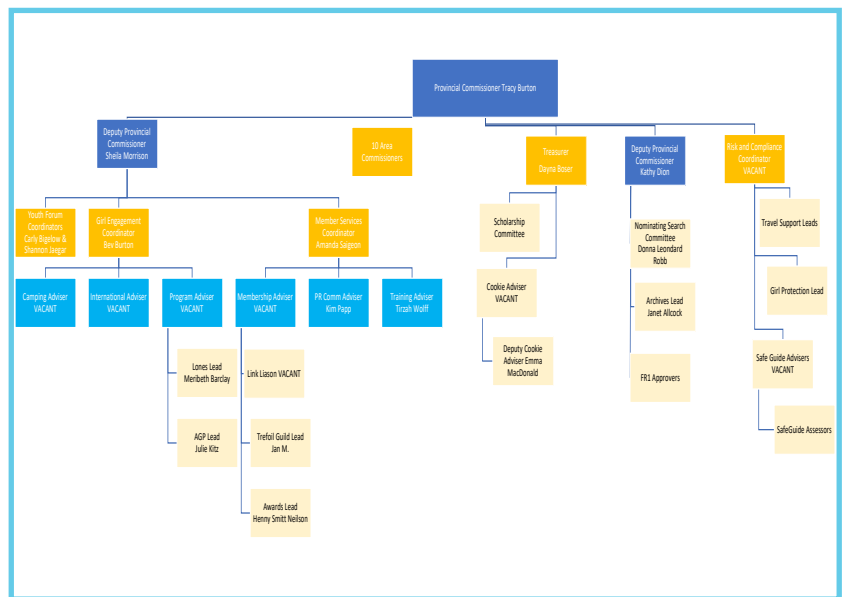 Provincial Commissioner Tracy Burton
Deputy Provincial
Commissioner
Sheila Morrison
10 Area
Commissioners
Treasurer
Dayna Boser
Deputy Provincial
Commissioner
Kathy Dion
Risk and Compliance
Coordinator
VACANT
Youth Forum
Coordinators
Carly Bigelow &
Shannon Jaegar
Girl Engagement
Coordinator
Bev Burton
Member Services
Coordinator
Amanda Saigeon
Scholarship
Committee
Nominating Search
Committee
Donna Leondard
Robb
Travel Support Leads
Camping Adviser
VACANT
International Adviser
VACANT
Program Adviser
VACANT
Membership Adviser
VACANT
PR Comm Adviser
Kim Papp
Training Adviser
Tirzah Wolff
Cookie Adviser
VACANT
Archives Lead
Janet Allcock
Girl Protection Lead
Lones Lead
Meribeth Barclay
Link Liason VACANT
Deputy Cookie
Adviser Emma
MacDonald
FR1 Approvers
Safe Guide Advisers
VACANT
AGP Lead
Julie Kitz
Trefoil Guild Lead
Jan M.
SafeGuide Assessors
Awards Lead
Henny Smitt Neilson